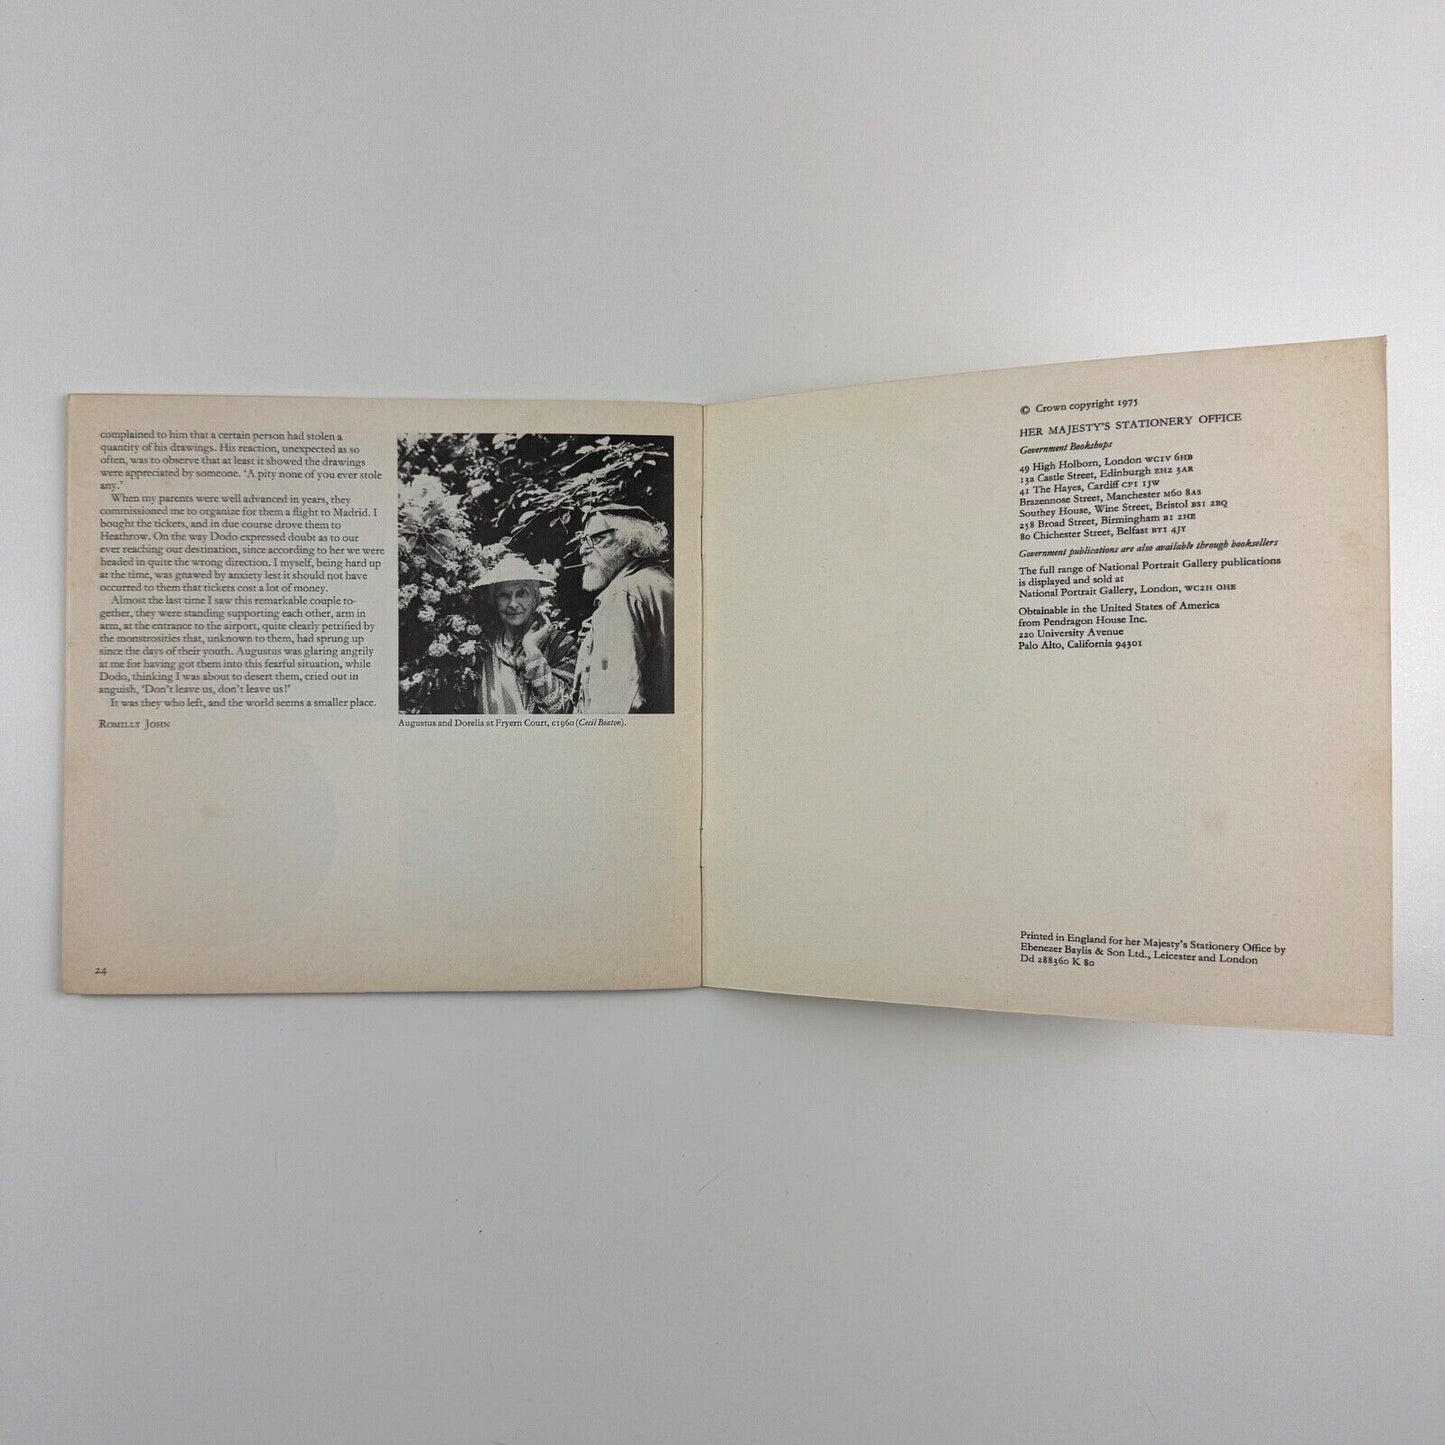 complained to him that a certain person had stolen a
quantity of his drawings. His reaction, unexpected as so
often, was to observe that at least it showed the drawings
were appreciated by someone. ‘A pity none of you ever stole
any.’
When my parents were well advanced in years, they
commissioned me to organize for them a flight to Madrid. I
bought the tickets, and in due course drove them to
Heathrow. On the way Dodo expressed doubt as to our
ever reaching our destination, since according to her we were
headed in quite the wrong direction. I myself, being hard up
at the time, was gnawed by anxiety lest it should not have
occurred to them that tickets cost a lot of money.
Almost the last time I saw this remarkable couple to-
gether, they were standing supporting each other, arm in
arm, at the entrance to the airport, quite clearly petrified by
the monstrosities that, unknown to them, had sprung up
since the days of their youth. Augustus was glaring angrily
at me for having got them into this fearful situation, while
Dodo, thinking I was about to desert them, cried out in
anguish, ‘Don’t leave us, don’t leave us!’
It was they who left, and the world seems a smaller place.
ROMILLY JOHN
Augustus and Dorelia at Fryern Court, c1960 (Cecil Beaton).
24
© Crown copyright 1975
HER MAJESTY’S STATIONERY OFFICE
Government Bookshops
49 High Holborn, London WC1V 6HB
13a Castle Street, Edinburgh EH2 3AR
41 The Hayes, Cardiff CF1 1JW
Brazennose Street, Manchester M60 8AS
Southey House, Wine Street, Bristol BS1 2BQ
258 Broad Street, Birmingham B1 2HE
80 Chichester Street, Belfast BT1 4JY
Government publications are also available through booksellers
The full range of National Portrait Gallery publications
is displayed and sold at
National Portrait Gallery, London, WC2H 0HE
Obtainable in the United States of America
from Pendragon House Inc.
220 University Avenue
Palo Alto, California 94301
Printed in England for her Majesty’s Stationery Office by
Ebenezer Baylis & Son Ltd., Leicester and London
Dd 288360 K 80